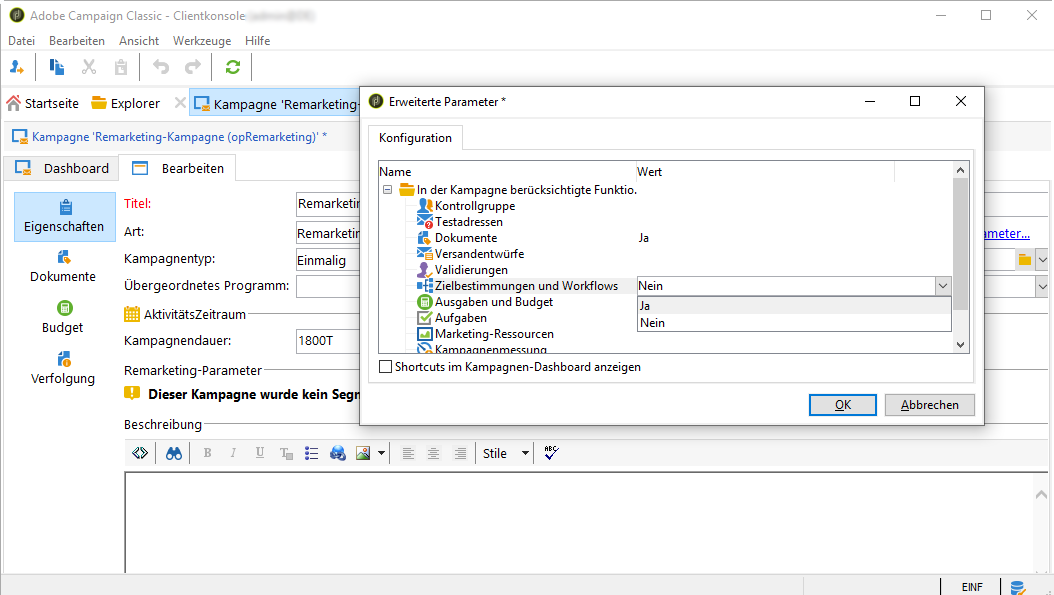 Adobe Campaign Classic - Clientkonsole
Datei Bearbeiten Ansicht Werkzeuge Hilfe
Startseite Explorer Kampagne 'Remarketing-
Kampagne 'Remarketing-Kampagne (opRemarketing)' *
Dashboard Bearbeiten
Eigenschaften
Dokumente
Budget
Verfolgung
Titel: Remarketin
Art: Remarketin
ameter...
Kampagnentyp: Einmalig
Übergeordnetes Programm:
AktivitätsZeitraum
Kampagnendauer: 1800T
Remarketing-Parameter
Dieser Kampagne wurde kein Segn
Beschreibung
B I U T Stile ABC
Erweiterte Parameter *
Konfiguration
Name Wert
In der Kampagne berücksichtigte Funktio.
Kontrollgruppe
Testadressen
Dokumente Ja
Versandentwürfe
Validierungen
Zielbestimmungen und Workflows Nein
Ja
Nein
Ausgaben und Budget
Aufgaben
Marketing-Ressourcen
Kampagnenmessung
Shortcuts im Kampagnen-Dashboard anzeigen
OK Abbrechen
EINF